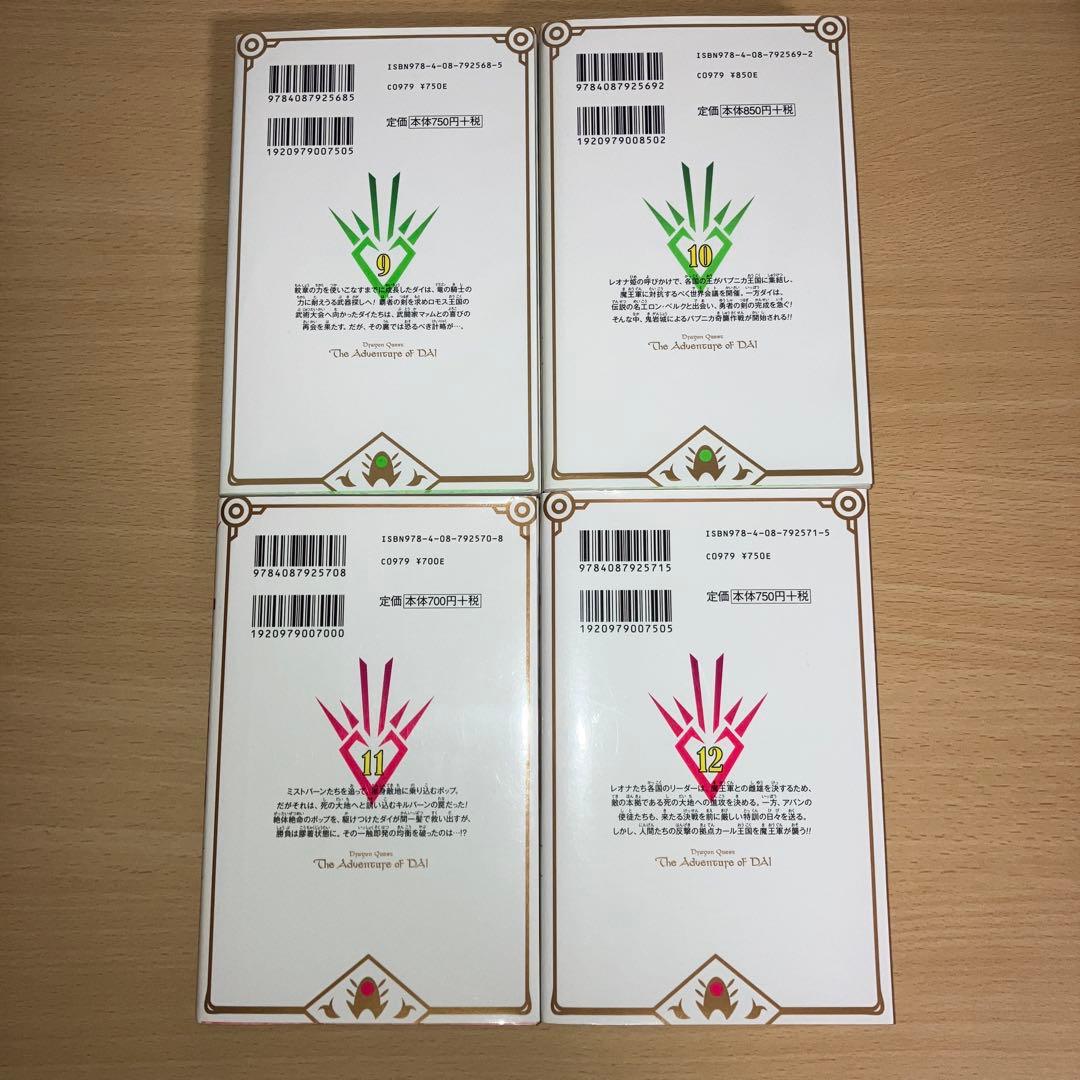 ISBN978-4-08-792568-5
9784087925685
C0979 ¥750E
定価 本体750円+税
1920979007505
9
紋章の力を使いこなすまでに成長したダイは、竜の騎士の
力に耐えうる武器探しへ! 覇者の剣を求めロモス王国の
武術大会へ向かったダイたちは、武闘家マァムとの喜びの
再会を果たす。だが、その裏では恐るべき計略が…。
Dragon Quest
The Adventure of DAI
ISBN978-4-08-792569-2
9784087925692
C0979 ¥850E
定価 本体850円+税
1920979008502
10
レオナ姫の呼びかけで、各国の王がパプニカ王国に集結し、
魔王軍に対抗するべく世界会議を開催。一方ダイは、
伝説の名工ロン・ベルクと出会い、勇者の剣の完成を急ぐ!
そんな中、鬼岩城によるパプニカ奇襲作戦が開始される!!
Dragon Quest
The Adventure of DAI
ISBN978-4-08-792570-8
9784087925708
C0979 ¥700E
定価 本体700円+税
1920979007000
11
ミストバーンたちを追って、単身敵地に乗り込むポップ。
だがそれは、死の大地へと誘い込むキルバーンの罠だった!
絶体絶命のポップを、駆けつけたダイが間一髪で救い出すが、
勝負は膠着状態に。その一触即発の均衡を破ったのは…!?
Dragon Quest
The Adventure of DAI
ISBN978-4-08-792571-5
9784087925715
C0979 ¥750E
定価 本体750円+税
1920979007505
12
レオナたち各国のリーダーは、魔王軍との雌雄を決するため、
敵の本拠である死の大地への進攻を決める。一方、アバンの
使徒たちも、来たる決戦を前に厳しい特訓の日々を送る。
しかし、人間たちの反撃の拠点カール王国を魔王軍が襲う!!
Dragon Quest
The Adventure of DAI